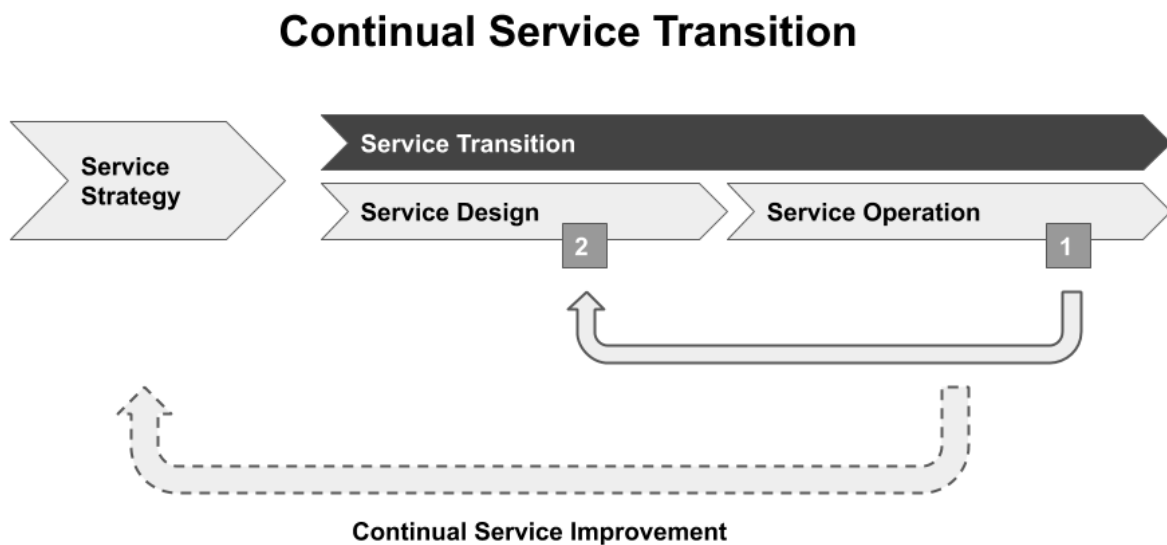 Continual Service Transition
Service
Strategy
Service Transition
Service Design
Service Operation
2
1
Continual Service Improvement